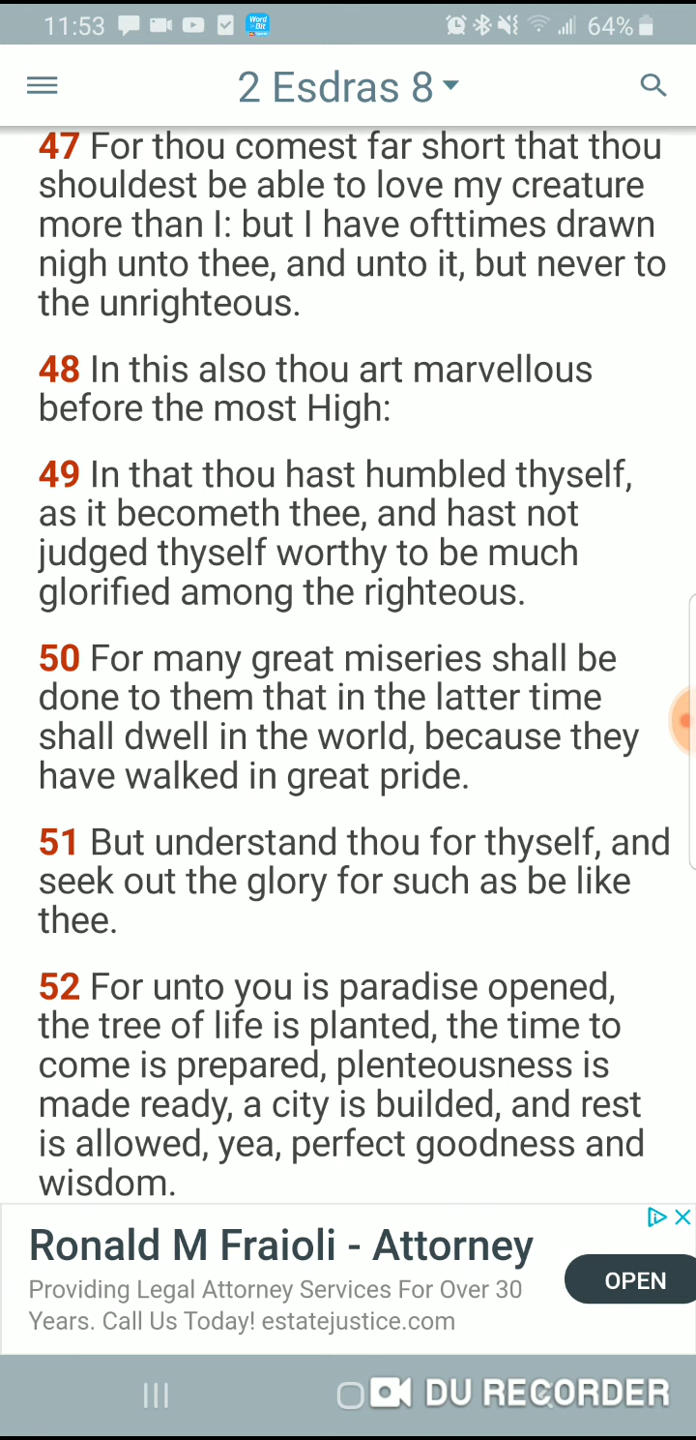 11:53 Word Bit 64%
2 Esdras 8
47 For thou comest far short that thou
shouldest be able to love my creature
more than I: but I have ofttimes drawn
nigh unto thee, and unto it, but never to
the unrighteous.
48 In this also thou art marvellous
before the most High:
49 In that thou hast humbled thyself,
as it becometh thee, and hast not
judged thyself worthy to be much
glorified among the righteous.
50 For many great miseries shall be
done to them that in the latter time
shall dwell in the world, because they
have walked in great pride.
51 But understand thou for thyself, and
seek out the glory for such as be like
thee.
52 For unto you is paradise opened,
the tree of life is planted, the time to
come is prepared, plenteousness is
made ready, a city is builded, and rest
is allowed, yea, perfect goodness and
wisdom.
Ronald M Fraioli - Attorney
Providing Legal Attorney Services For Over 30
Years. Call Us Today! estatejustice.com
OPEN
DU RECORDER